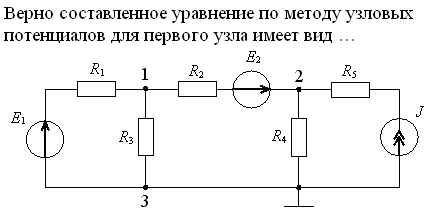 Верно составленное уравнение по методу узловых
потенциалов для первого узла имеет вид …
E2
R1 1 R2 2 R5
E1 R3 R4 J
3